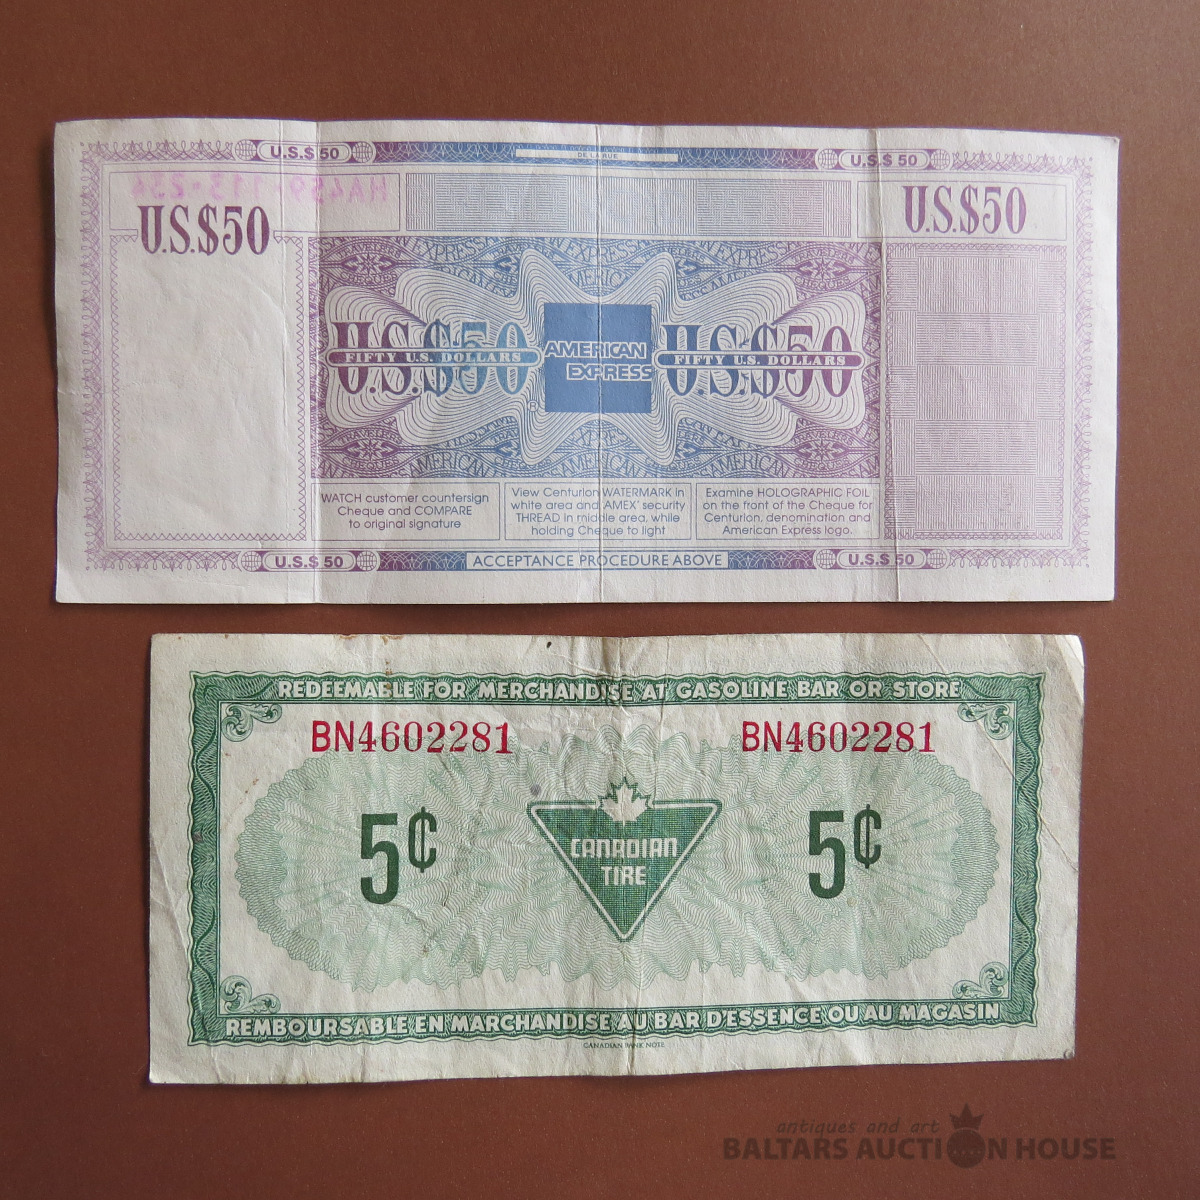 U.S.$ 50
DE LA RUE
U.S.$ 50
HA459-113-234
U.S.$50
U.S.$50
U.S.$50
FIFTY U.S. DOLLARS
AMERICAN
EXPRESS
®
U.S.$50
FIFTY U.S. DOLLARS
WATCH customer countersign
Cheque and COMPARE
to original signature
View Centurion WATERMARK in
white area and 'AMEX' security
THREAD in middle area, while
holding Cheque to light
Examine HOLOGRAPHIC FOIL
on the front of the Cheque for
Centurion, denomination and
American Express logo.
U.S.$ 50
ACCEPTANCE PROCEDURE ABOVE
U.S.$ 50
REDEEMABLE FOR MERCHANDISE AT GASOLINE BAR OR STORE
BN4602281
BN4602281
5¢
CANADIAN
TIRE
5¢
REMBOURSABLE EN MARCHANDISE AU BAR D'ESSENCE OU AU MAGASIN
CANADIAN BANK NOTE
antiques and art
BALTARS AUCTION HOUSE